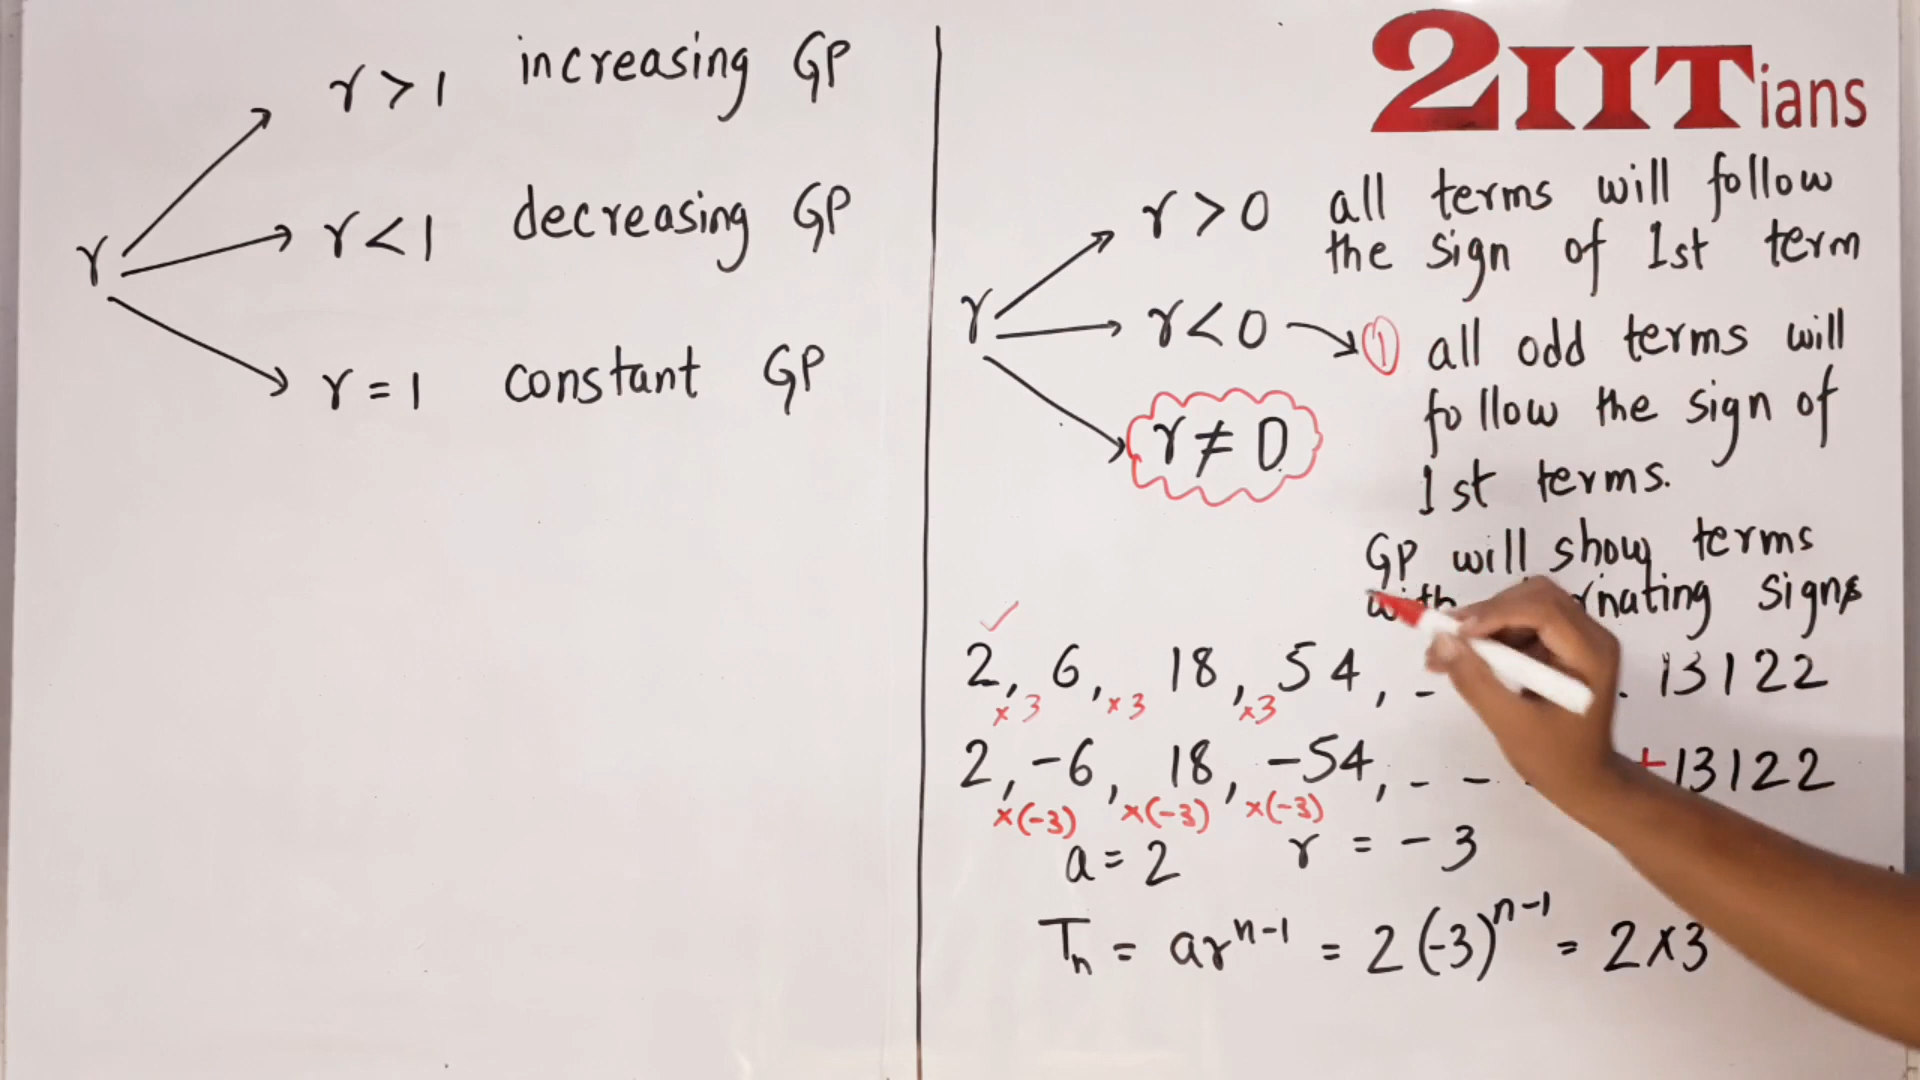 r > 1 increasing GP
r
r < 1 decreasing GP
r = 1 constant GP
2IITians
r > 0 all terms will follow
the sign of 1st term
r
r < 0 → ① all odd terms will
follow the sign of
1st terms.
r ≠ 0
GP will show terms
signs
2, 6, 18, 54, - . 13122
×3 ×3 ×3
2, -6, 18, -54, - - - 13122
×(-3) ×(-3) ×(-3)
a = 2 r = -3
Tₙ = arⁿ⁻¹ = 2(-3)ⁿ⁻¹ = 2×3